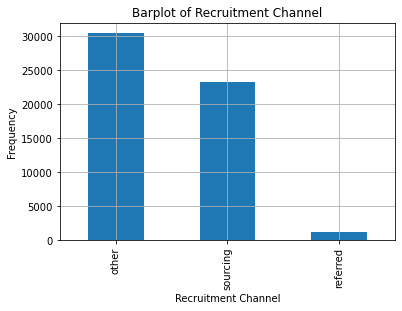 Barplot of Recruitment Channel
30000
25000
20000
15000
10000
5000
0
Frequency
other
sourcing
referred
Recruitment Channel